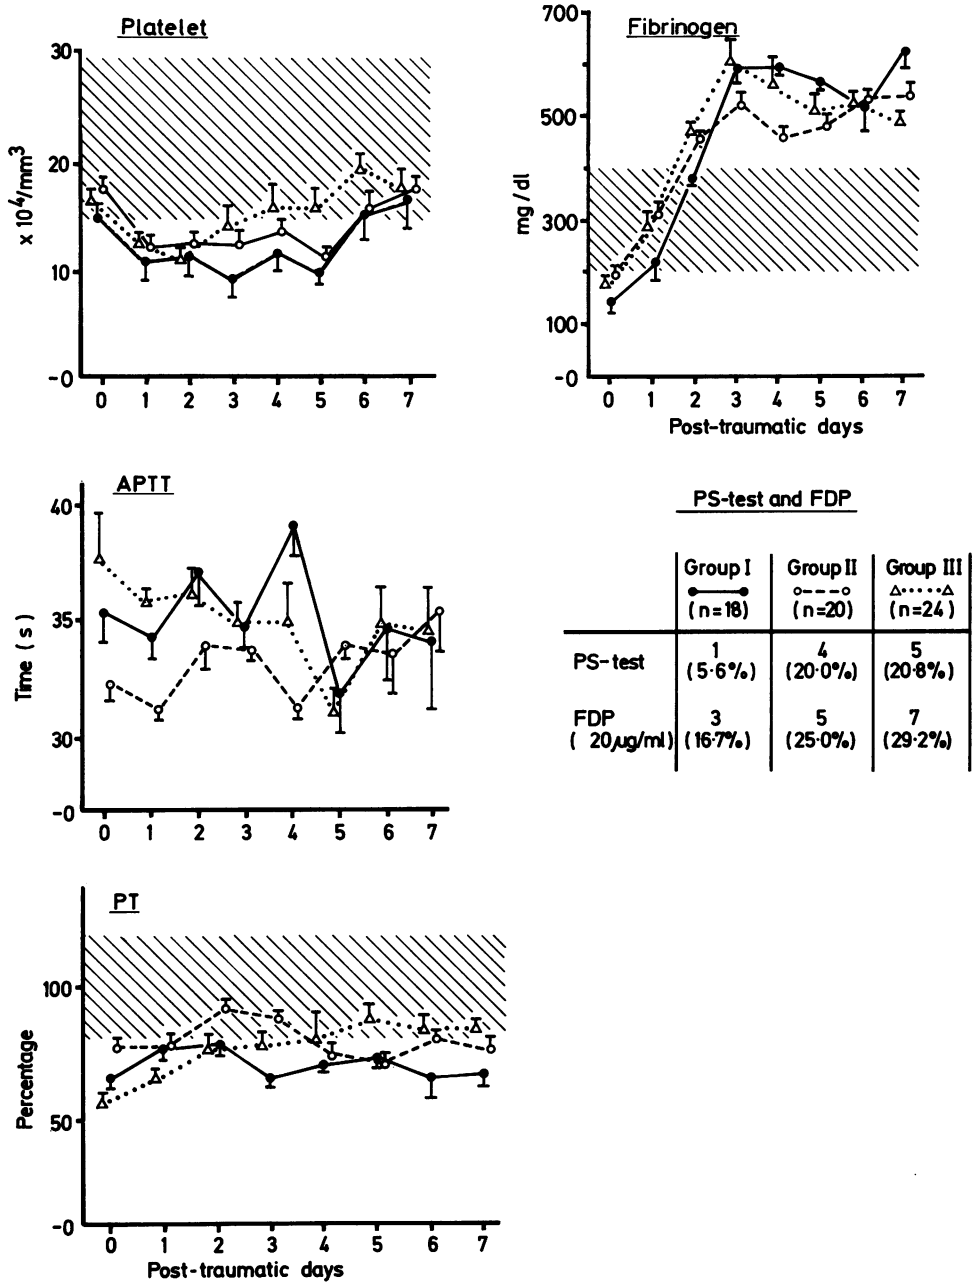 Platelet
30
20
10
-0
x 10⁴/mm³
0 1 2 3 4 5 6 7
Fibrinogen
700
500
300
100
-0
mg/dl
0 1 2 3 4 5 6 7
Post-traumatic days
APTT
40
35
30
-0
Time (s)
0 1 2 3 4 5 6 7
PS-test and FDP
Group I Group II Group III
(n=18) (n=20) (n=24)
PS-test 1 4 5
(5·6%) (20·0%) (20·8%)
FDP 3 5 7
( 20µg/ml) (16·7%) (25·0%) (29·2%)
PT
100
50
-0
Percentage
0 1 2 3 4 5 6 7
Post-traumatic days